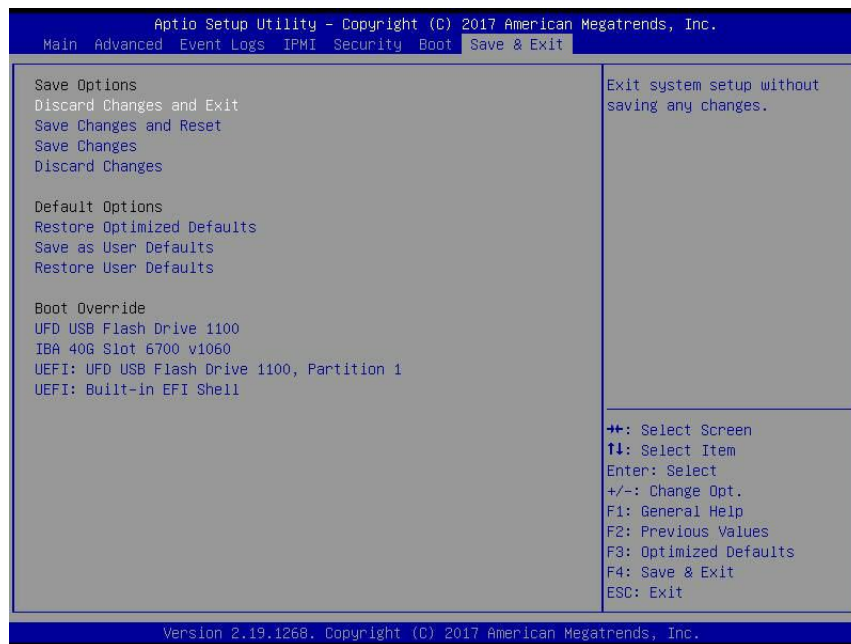 Aptio Setup Utility – Copyright (C) 2017 American Megatrends, Inc.
Main Advanced Event Logs IPMI Security Boot Save & Exit
Save Options
Discard Changes and Exit
Save Changes and Reset
Save Changes
Discard Changes
Default Options
Restore Optimized Defaults
Save as User Defaults
Restore User Defaults
Boot Override
UFD USB Flash Drive 1100
IBA 40G Slot 6700 v1060
UEFI: UFD USB Flash Drive 1100, Partition 1
UEFI: Built-in EFI Shell
Exit system setup without
saving any changes.
→←: Select Screen
↑↓: Select Item
Enter: Select
+/-: Change Opt.
F1: General Help
F2: Previous Values
F3: Optimized Defaults
F4: Save & Exit
ESC: Exit
Version 2.19.1268. Copyright (C) 2017 American Megatrends, Inc.